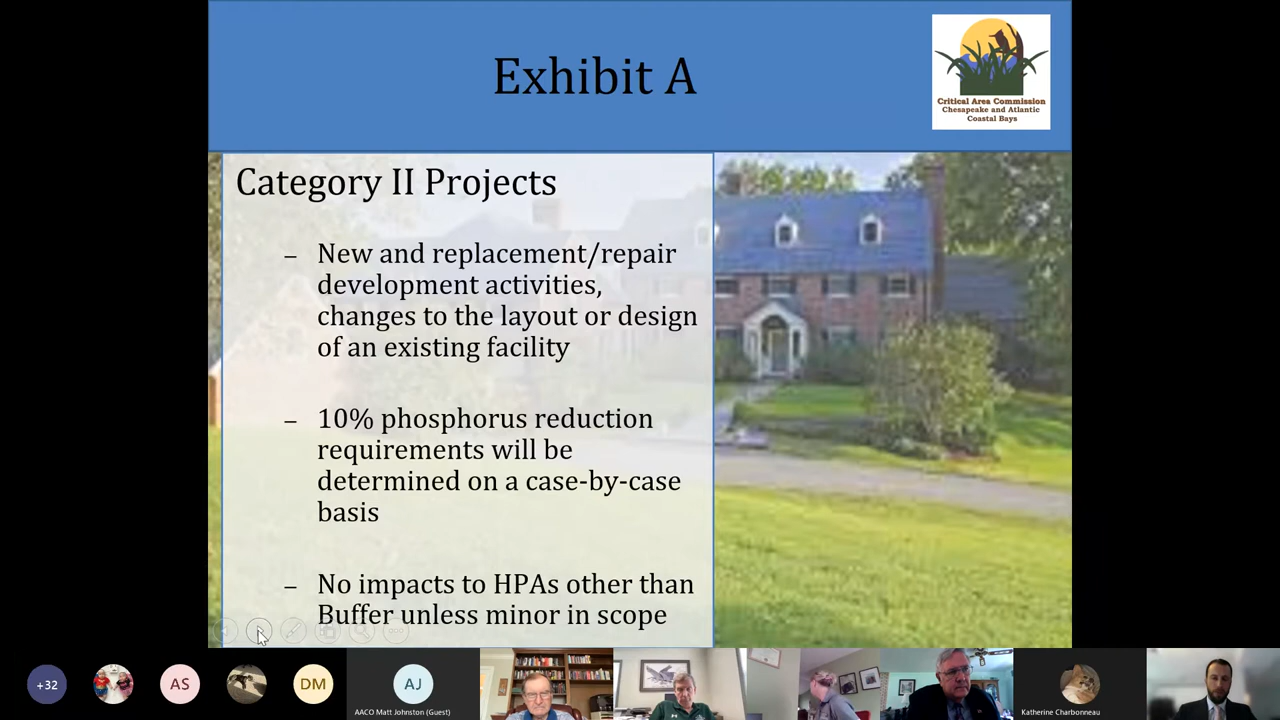 Exhibit A
Critical Area Commission
Chesapeake and Atlantic
Coastal Bays
Category II Projects
– New and replacement/repair
development activities,
changes to the layout or design
of an existing facility
– 10% phosphorus reduction
requirements will be
determined on a case-by-case
basis
– No impacts to HPAs other than
Buffer unless minor in scope
+32
AS
DM
AJ
AACO Matt Johnston (Guest)
Katherine Charbonneau